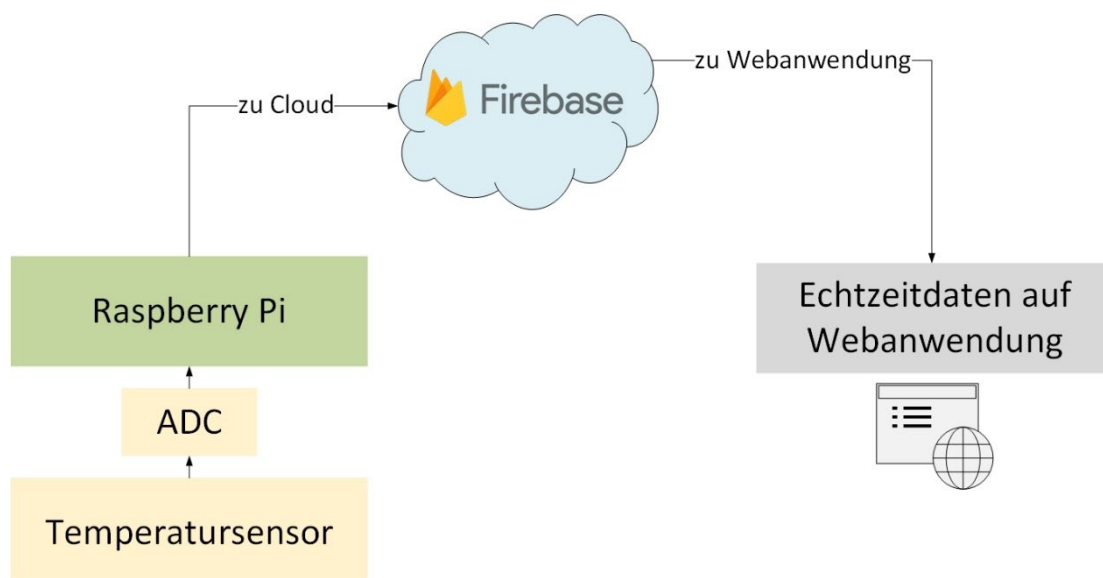 zu Webanwendung
zu Cloud
Firebase
Raspberry Pi
Echtzeitdaten auf
Webanwendung
ADC
Temperatursensor